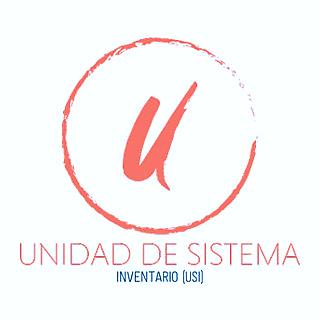 U
UNIDAD DE SISTEMA
INVENTARIO (USI)